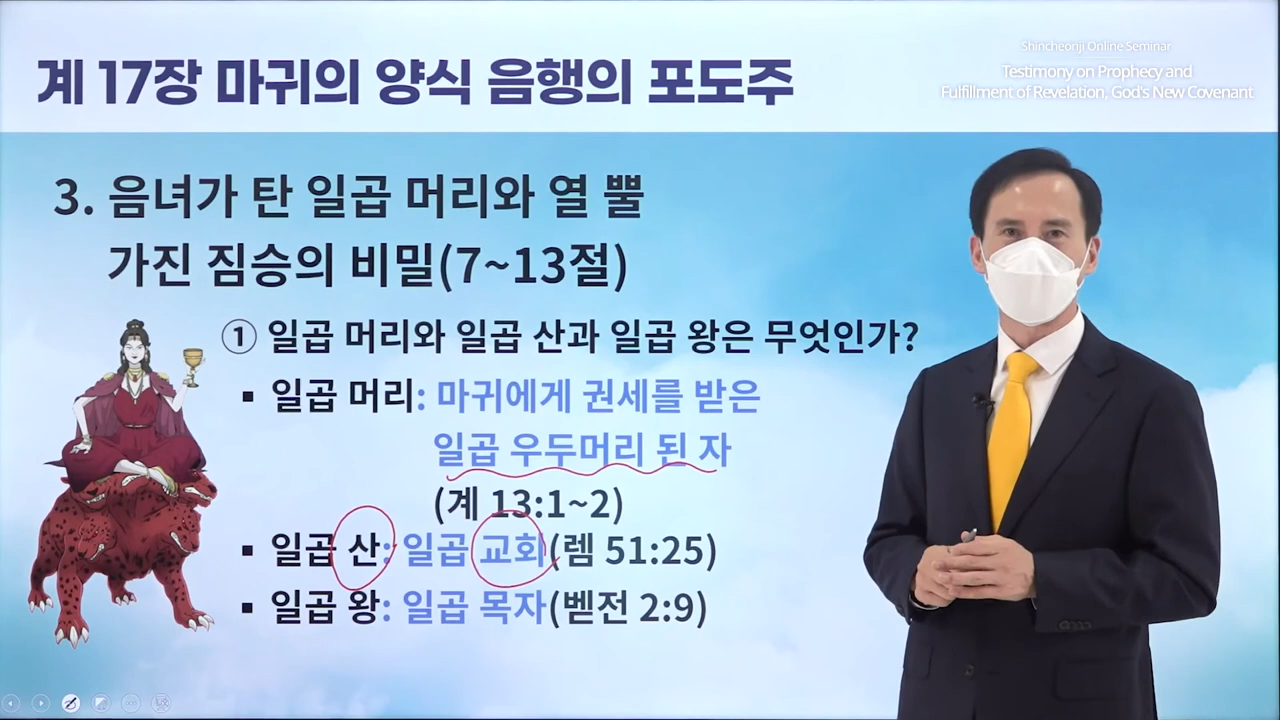 Shincheonji Online Seminar
Testimony on Prophecy and
Fulfillment of Revelation, God's New Covenant
계 17장 마귀의 양식 음행의 포도주
3. 음녀가 탄 일곱 머리와 열 뿔
가진 짐승의 비밀(7~13절)
① 일곱 머리와 일곱 산과 일곱 왕은 무엇인가?
▪ 일곱 머리: 마귀에게 권세를 받은
일곱 우두머리 된 자
(계 13:1~2)
▪ 일곱 산: 일곱 교회(렘 51:25)
▪ 일곱 왕: 일곱 목자(벧전 2:9)